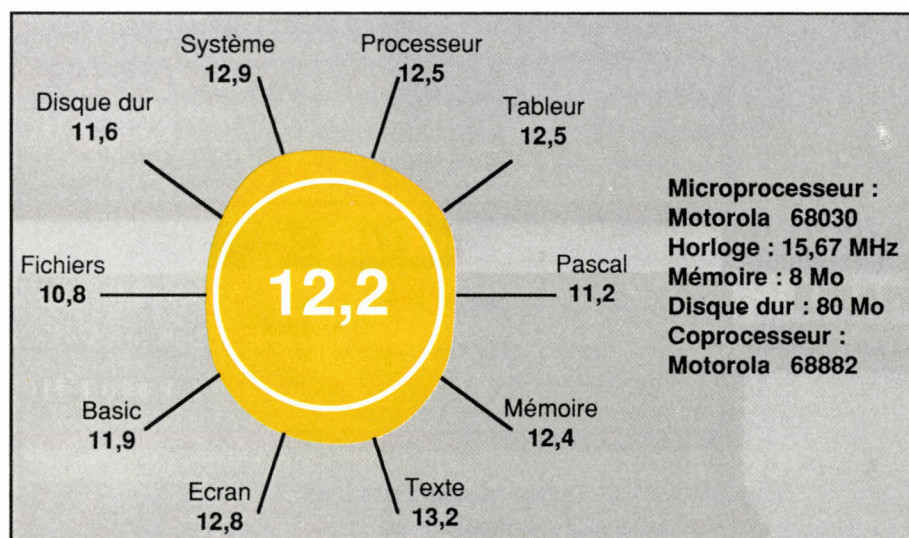 Système
12,9
Processeur
12,5
Disque dur
11,6
Tableur
12,5
Fichiers
10,8
12,2
Pascal
11,2
Basic
11,9
Mémoire
12,4
Ecran
12,8
Texte
13,2
Microprocesseur :
Motorola 68030
Horloge : 15,67 MHz
Mémoire : 8 Mo
Disque dur : 80 Mo
Coprocesseur :
Motorola 68882